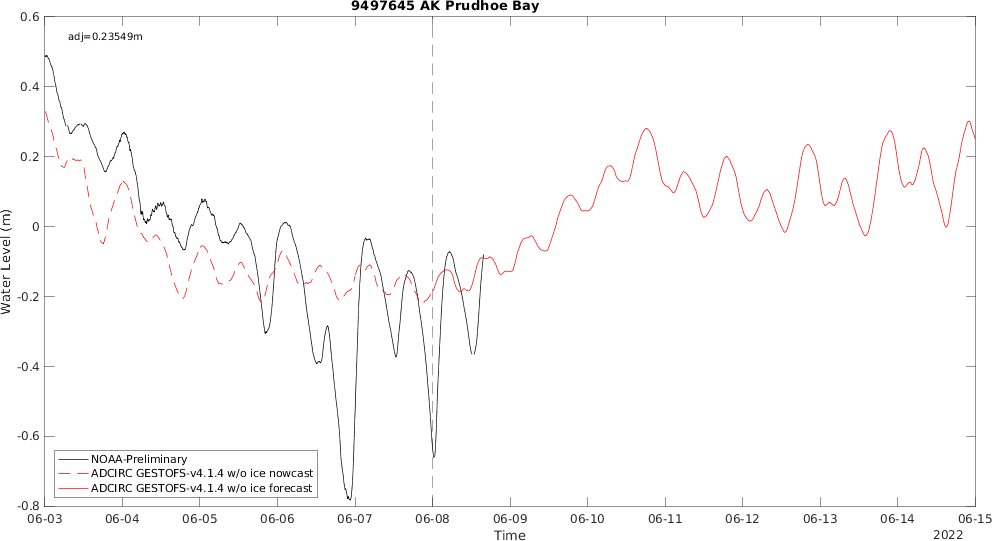 9497645 AK Prudhoe Bay
adj=0.23549m
0.6
0.4
0.2
0
-0.2
-0.4
-0.6
-0.8
Water Level (m)
NOAA-Preliminary
ADCIRC GESTOFS-v4.1.4 w/o ice nowcast
ADCIRC GESTOFS-v4.1.4 w/o ice forecast
06-03 06-04 06-05 06-06 06-07 06-08 06-09 06-10 06-11 06-12 06-13 06-14 06-15
Time
2022